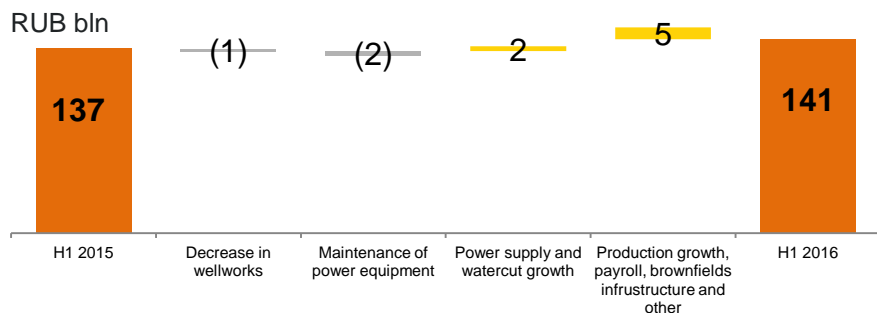 RUB bln
137
(1)
(2)
2
5
141
H1 2015
Decrease in
wellworks
Maintenance of
power equipment
Power supply and
watercut growth
Production growth,
payroll, brownfields
infrustructure and
other
H1 2016